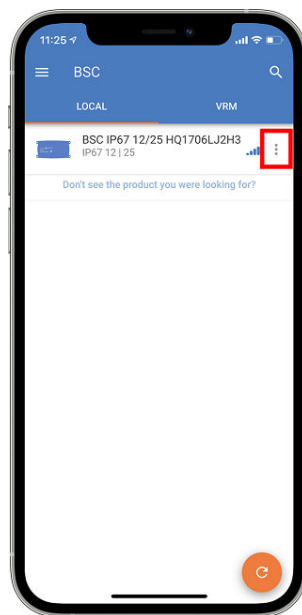 11:25
BSC
LOCAL
VRM
BSC IP67 12/25 HQ1706LJ2H3
IP67 12 | 25
Don't see the product you were looking for?